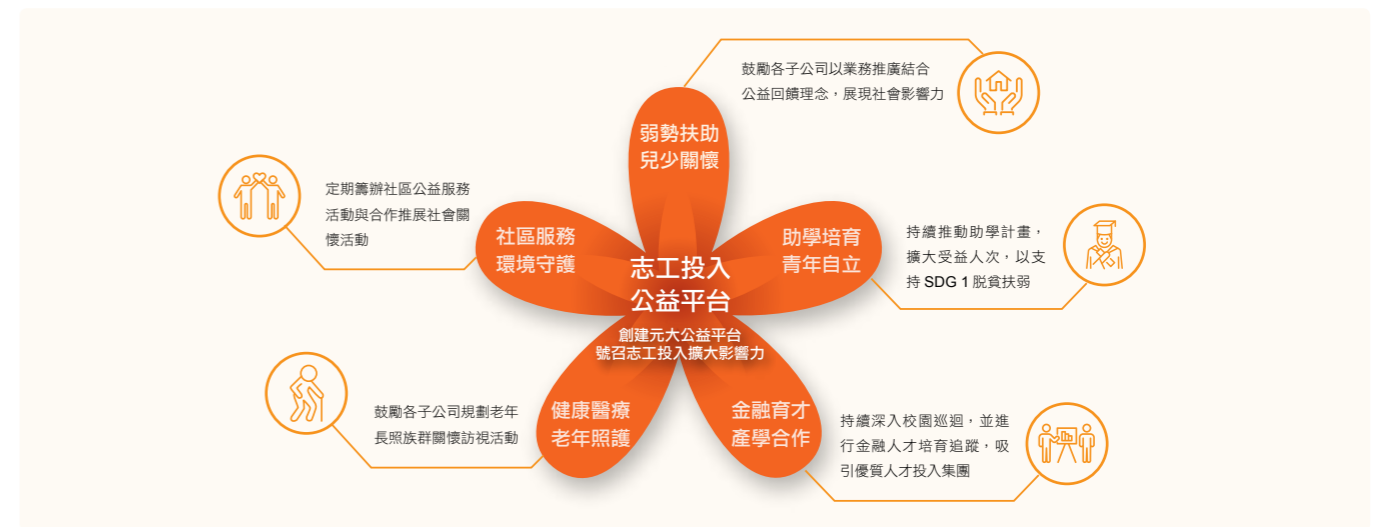 鼓勵各子公司以業務推廣結合
公益回饋理念，展現社會影響力
弱勢扶助
兒少關懷
定期籌辦社區公益服務
活動與合作推展社會關
懷活動
社區服務
環境守護
助學培育
青年自立
持續推動助學計畫，
擴大受益人次，以支
持 SDG 1 脫貧扶弱
志工投入
公益平台
創建元大公益平台
號召志工投入擴大影響力
鼓勵各子公司規劃老年
長照族群關懷訪視活動
健康醫療
老年照護
金融育才
產學合作
持續深入校園巡迴，並進
行金融人才培育追蹤，吸
引優質人才投入集團